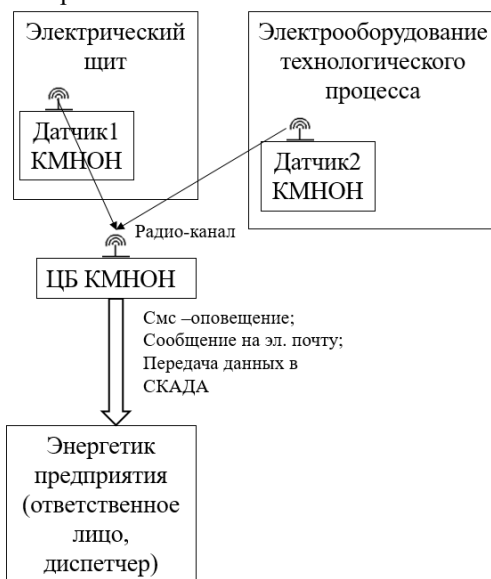 Электрический
щит
Датчик1
КМНОН
Электрооборудование
технологического
процесса
Датчик2
КМНОН
Радио-канал
ЦБ КМНОН
Смс –оповещение;
Сообщение на эл. почту;
Передача данных в
СКАДА
Энергетик
предприятия
(ответственное
лицо,
диспетчер)